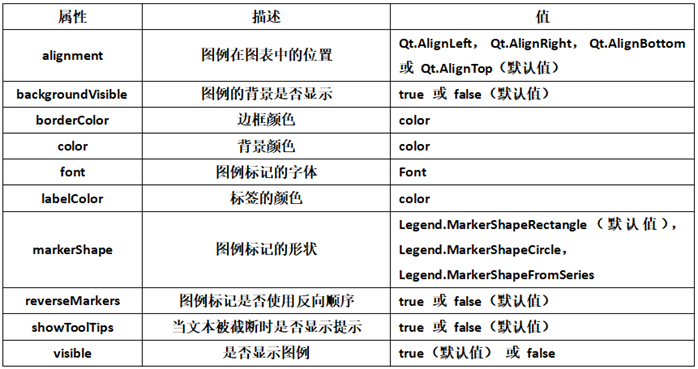 属性 描述 值
alignment 图例在图表中的位置 Qt.AlignLeft， Qt.AlignRight， Qt.AlignBottom
或 Qt.AlignTop（默认值）
backgroundVisible 图例的背景是否显示 true 或 false（默认值）
borderColor 边框颜色 color
color 背景颜色 color
font 图例标记的字体 Font
labelColor 标签的颜色 color
markerShape 图例标记的形状 Legend.MarkerShapeRectangle（默认值），
Legend.MarkerShapeCircle，
Legend.MarkerShapeFromSeries
reverseMarkers 图例标记是否使用反向顺序 true 或 false（默认值）
showToolTips 当文本被截断时是否显示提示 true 或 false（默认值）
visible 是否显示图例 true（默认值） 或 false